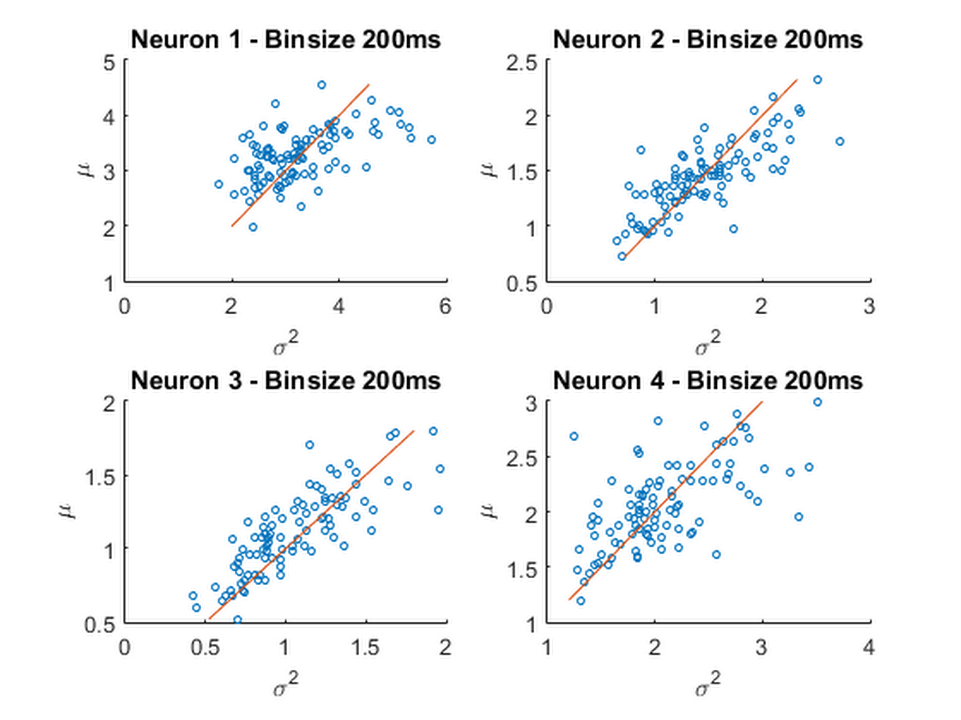 Neuron 1 - Binsize 200ms
5
4
3
2
1
μ
0 2 4 6
σ²
Neuron 2 - Binsize 200ms
2.5
2
1.5
1
0.5
μ
0 1 2 3
σ²
Neuron 3 - Binsize 200ms
2
1.5
1
0.5
μ
0 0.5 1 1.5 2
σ²
Neuron 4 - Binsize 200ms
3
2.5
2
1.5
1
μ
1 2 3 4
σ²